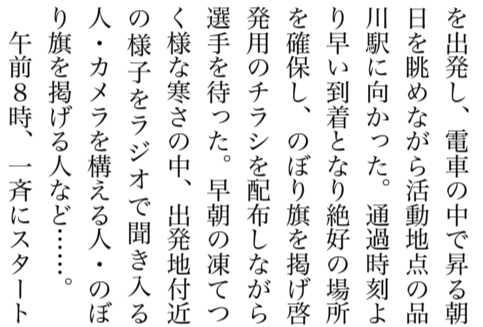 を出発し、電車の中で昇る朝
日を眺めながら活動地点の品
川駅に向かった。通過時刻よ
り早い到着となり絶好の場所
を確保し、のぼり旗を掲げ啓
発用のチラシを配布しながら
選手を待った。早朝の凍てつ
く様な寒さの中、出発地付近
の様子をラジオで聞き入る
人・カメラを構える人・のぼ
り旗を掲げる人など……。
午前8時、一斉にスタート